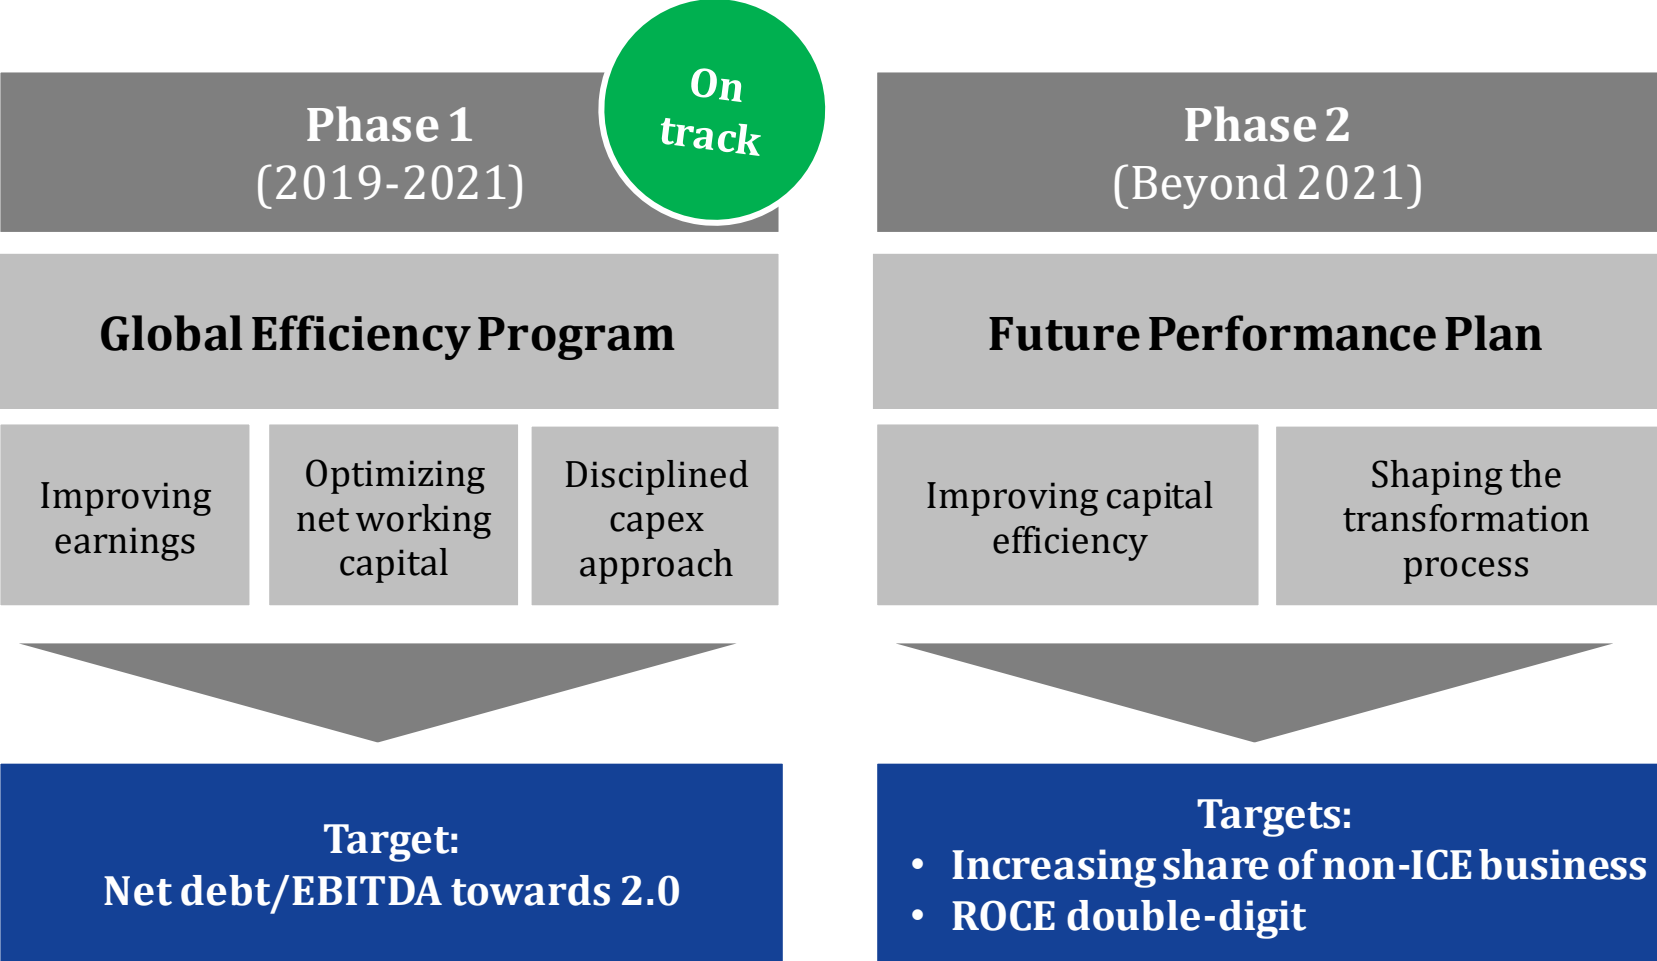 Phase 1
(2019-2021)
On
track
Global Efficiency Program
Improving
earnings
Optimizing
net working
capital
Disciplined
capex
approach
Target:
Net debt/EBITDA towards 2.0
Phase 2
(Beyond 2021)
Future Performance Plan
Improving capital
efficiency
Shaping the
transformation
process
Targets:
• Increasing share of non-ICE business
• ROCE double-digit